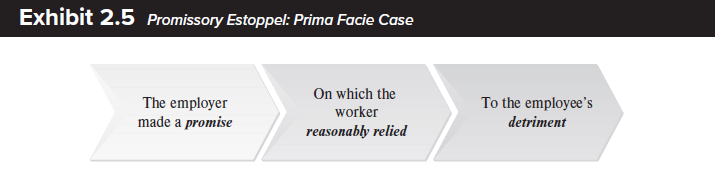 Exhibit 2.5 Promissory Estoppel: Prima Facie Case
The employer
made a promise
On which the
worker
reasonably relied
To the employee's
detriment